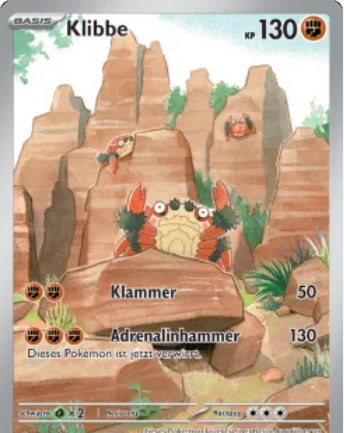 BASIS Klibbe KP 130
Klammer 50
Adrenalinhammer 130
Dieses Pokémon ist jetzt verwirrt.
Schwäche ×2 Resistenz Rückzug